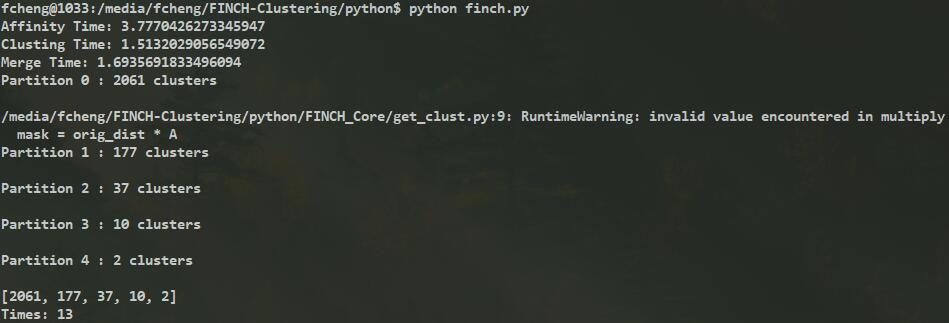 fcheng@1033:/media/fcheng/FINCH-Clustering/python$ python finch.py
Affinity Time: 3.7770426273345947
Clusting Time: 1.5132029056549072
Merge Time: 1.6935691833496094
Partition 0 : 2061 clusters
/media/fcheng/FINCH-Clustering/python/FINCH_Core/get_clust.py:9: RuntimeWarning: invalid value encountered in multiply
  mask = orig_dist * A
Partition 1 : 177 clusters
Partition 2 : 37 clusters
Partition 3 : 10 clusters
Partition 4 : 2 clusters
[2061, 177, 37, 10, 2]
Times: 13